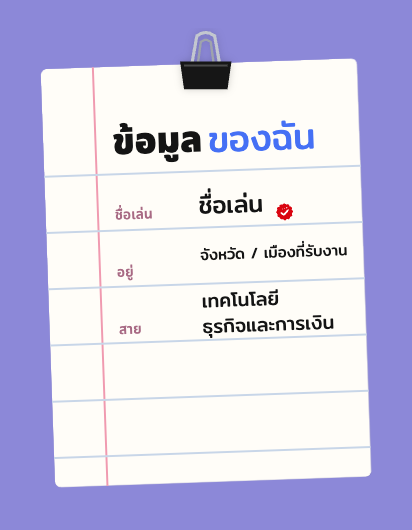 ข้อมูล ของฉัน
ชื่อเล่น ชื่อเล่น
อยู่ จังหวัด / เมืองที่รับงาน
สาย เทคโนโลยี
ธุรกิจและการเงิน